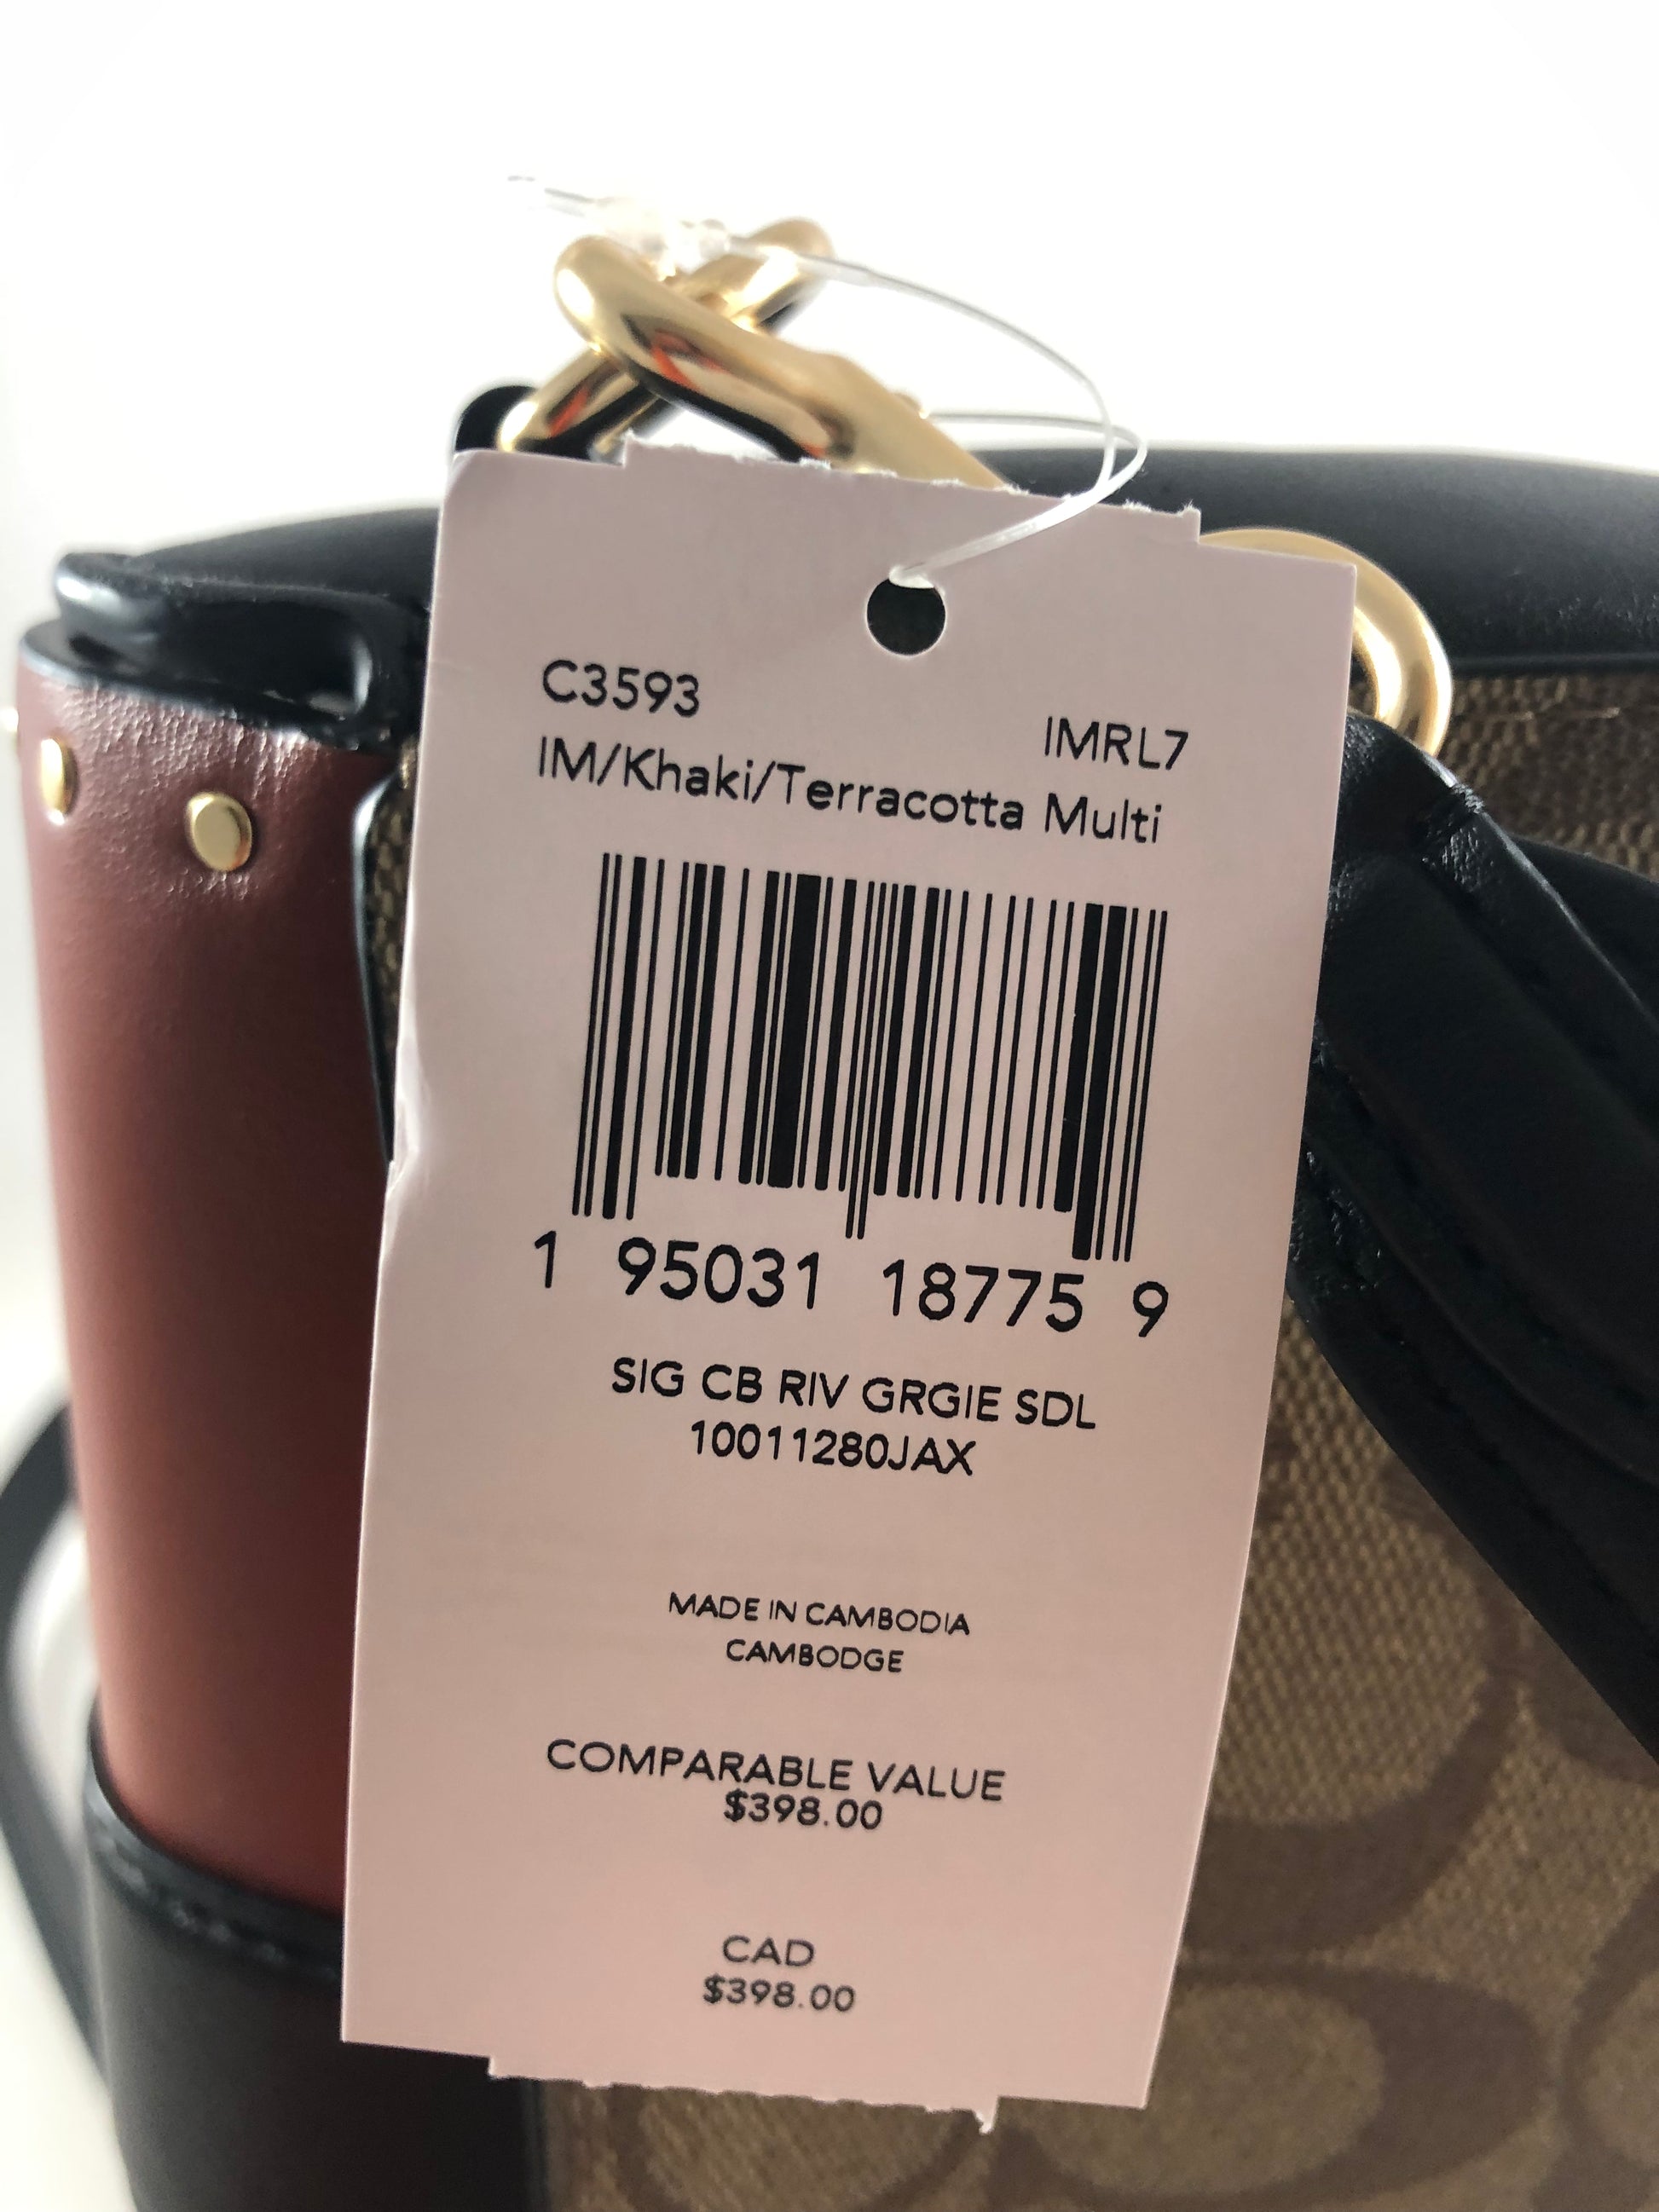 C3593
IMRL7
IM/Khaki/Terracotta Multi
1 95031 18775 9
SIG CB RIV GRGIE SDL
10011280JAX
MADE IN CAMBODIA
CAMBODGE
COMPARABLE VALUE
$398.00
CAD
$398.00